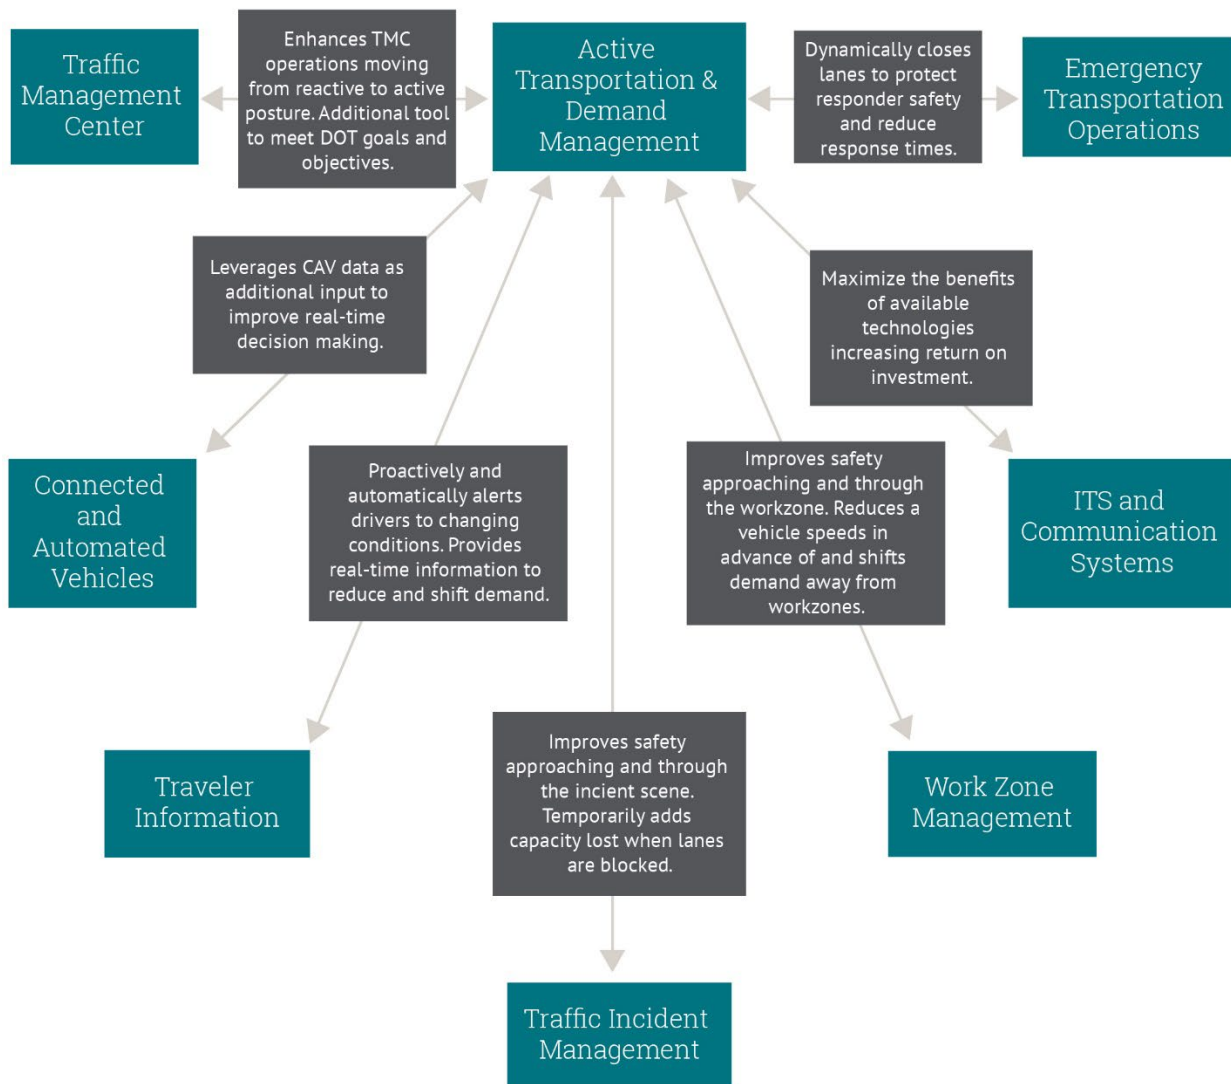 Traffic
Management
Center
Enhances TMC
operations moving
from reactive to active
posture. Additional tool
to meet DOT goals and
objectives.
Active
Transportation &
Demand
Management
Dynamically closes
lanes to protect
responder safety
and reduce
response times.
Emergency
Transportation
Operations
Leverages CAV data as
additional input to
improve real-time
decision making.
Maximize the benefits
of available
technologies
increasing return on
investment.
Connected
and
Automated
Vehicles
Proactively and
automatically alerts
drivers to changing
conditions. Provides
real-time information to
reduce and shift demand.
Improves safety
approaching and through
the workzone. Reduces a
vehicle speeds in
advance of and shifts
demand away from
workzones.
ITS and
Communication
Systems
Traveler
Information
Improves safety
approaching and through
the incient scene.
Temporarily adds
capacity lost when lanes
are blocked.
Work Zone
Management
Traffic Incident
Management